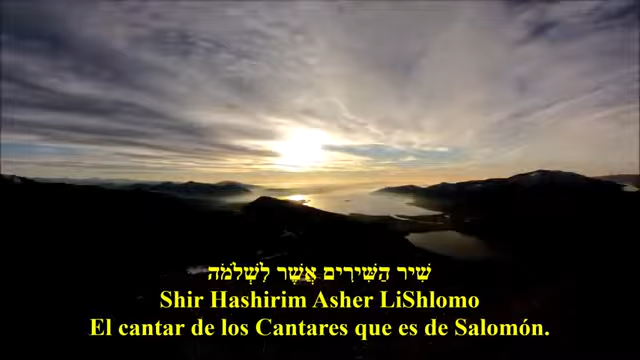 שִׁיר הַשִּׁירִים אֲשֶׁר לִשְׁלֹמֹה
Shir Hashirim Asher LiShlomo
El cantar de los Cantares que es de Salomón.